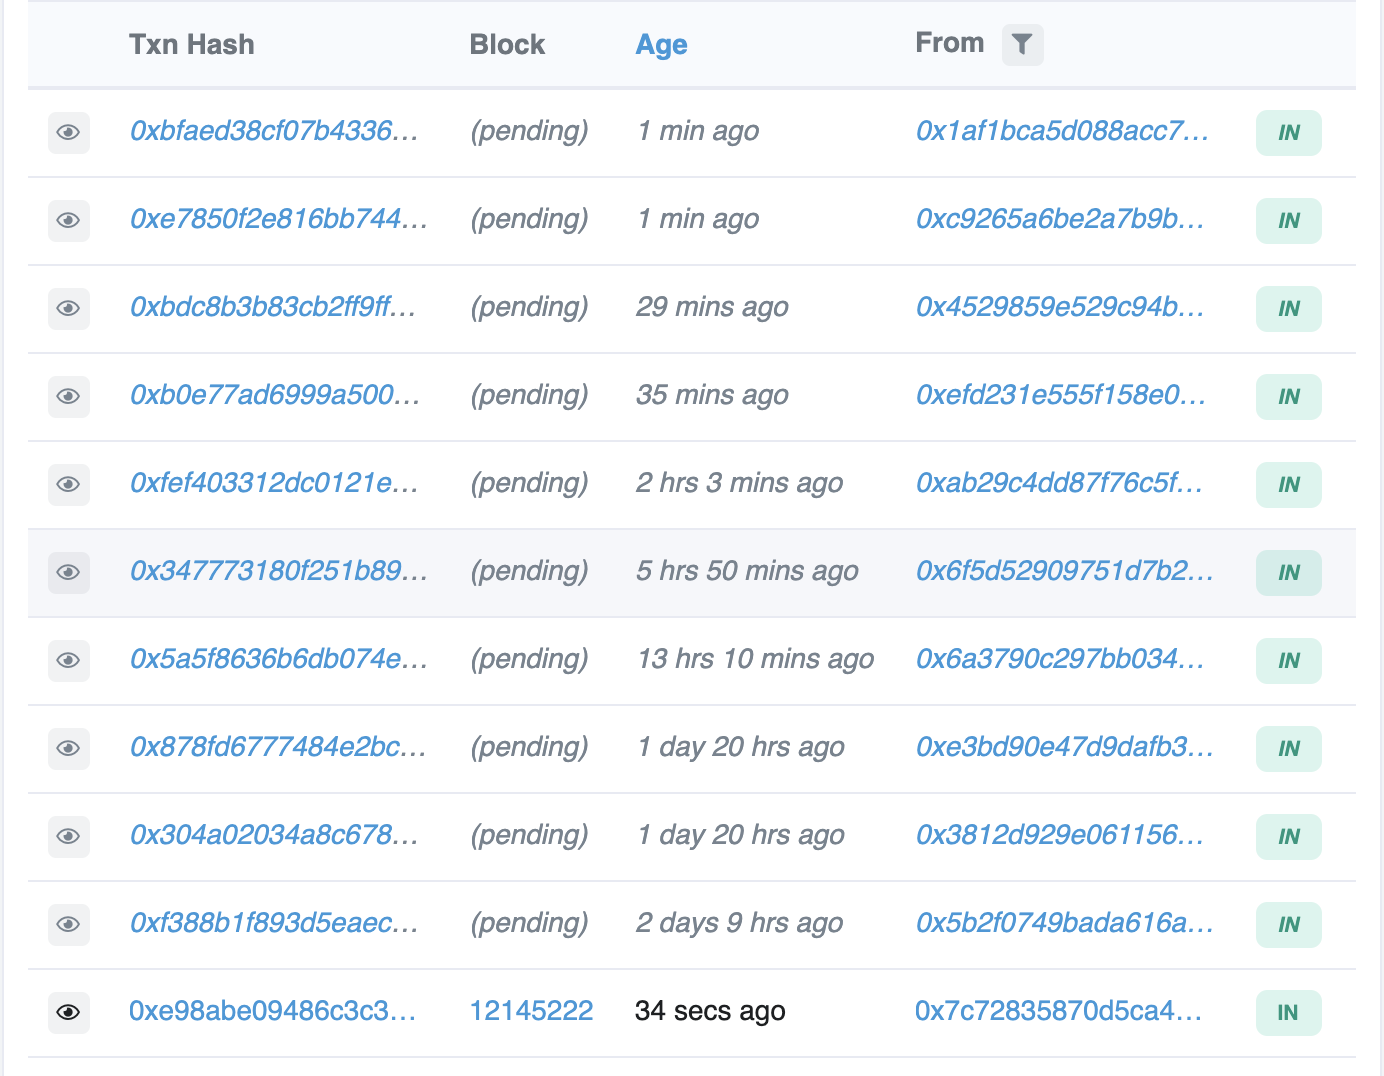 Txn Hash Block Age From
0xbfaed38cf07b4336... (pending) 1 min ago 0x1af1bca5d088acc7... IN
0xe7850f2e816bb744... (pending) 1 min ago 0xc9265a6be2a7b9b... IN
0xbdc8b3b83cb2ff9ff... (pending) 29 mins ago 0x4529859e529c94b... IN
0xb0e77ad6999a500... (pending) 35 mins ago 0xefd231e555f158e0... IN
0xfef403312dc0121e... (pending) 2 hrs 3 mins ago 0xab29c4dd87f76c5f... IN
0x347773180f251b89... (pending) 5 hrs 50 mins ago 0x6f5d52909751d7b2... IN
0x5a5f8636b6db074e... (pending) 13 hrs 10 mins ago 0x6a3790c297bb034... IN
0x878fd6777484e2bc... (pending) 1 day 20 hrs ago 0xe3bd90e47d9dafb3... IN
0x304a02034a8c678... (pending) 1 day 20 hrs ago 0x3812d929e061156... IN
0xf388b1f893d5eaec... (pending) 2 days 9 hrs ago 0x5b2f0749bada616a... IN
0xe98abe09486c3c3... 12145222 34 secs ago 0x7c72835870d5ca4... IN